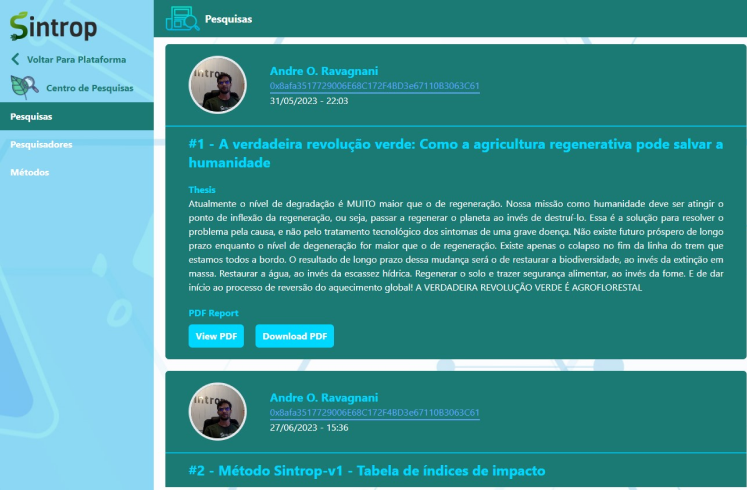 Sintrop
Voltar Para Plataforma
Centro de Pesquisas
Pesquisas
Pesquisadores
Métodos
Pesquisas
Andre O. Ravagnani
0x8afa3517729006E68C172F4BD3e67110B3063C61
31/05/2023 - 22:03
#1 - A verdadeira revolução verde: Como a agricultura regenerativa pode salvar a
humanidade
Thesis
Atualmente o nível de degradação é MUITO maior que o de regeneração. Nossa missão como humanidade deve ser atingir o
ponto de inflexão da regeneração, ou seja, passar a regenerar o planeta ao invés de destruí-lo. Essa é a solução para resolver o
problema pela causa, e não pelo tratamento tecnológico dos sintomas de uma grave doença. Não existe futuro próspero de longo
prazo enquanto o nível de degeneração for maior que o de regeneração. Existe apenas o colapso no fim da linha do trem que
estamos todos a bordo. O resultado de longo prazo dessa mudança será o de restaurar a biodiversidade, ao invés da extinção em
massa. Restaurar a água, ao invés da escassez hídrica. Regenerar o solo e trazer segurança alimentar, ao invés da fome. E de dar
início ao processo de reversão do aquecimento global! A VERDADEIRA REVOLUÇÃO VERDE É AGROFLORESTAL
PDF Report
View PDF
Download PDF
Andre O. Ravagnani
0x8afa3517729006E68C172F4BD3e67110B3063C61
27/06/2023 - 15:36
#2 - Método Sintrop-v1 - Tabela de índices de impacto